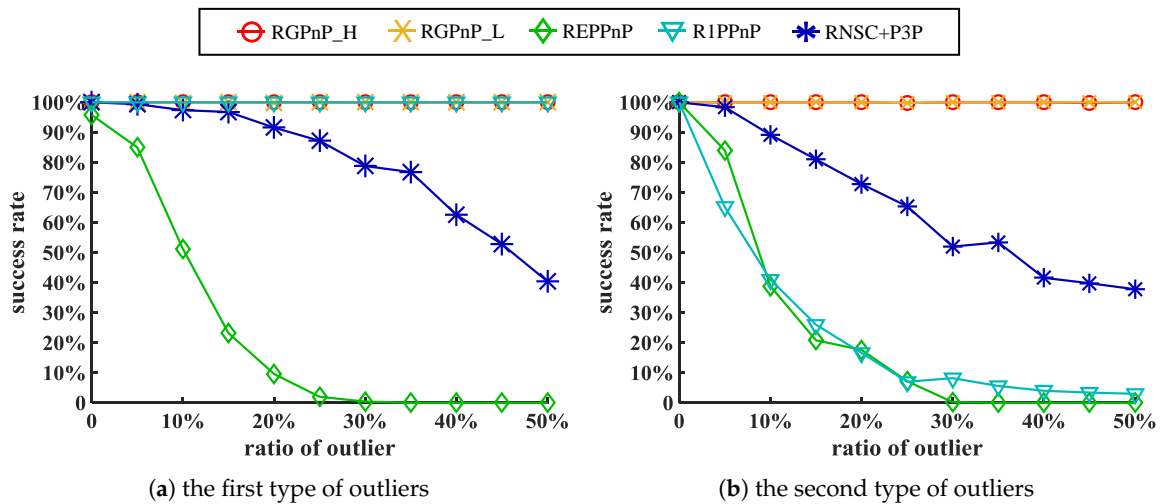 RGPnP_H RGPnP_L REPPnP R1PPnP RNSC+P3P
100%
90%
80%
70%
60%
50%
40%
30%
20%
10%
0
success rate
0 10% 20% 30% 40% 50%
ratio of outlier
(a) the first type of outliers
100%
90%
80%
70%
60%
50%
40%
30%
20%
10%
0
success rate
0 10% 20% 30% 40% 50%
ratio of outlier
(b) the second type of outliers